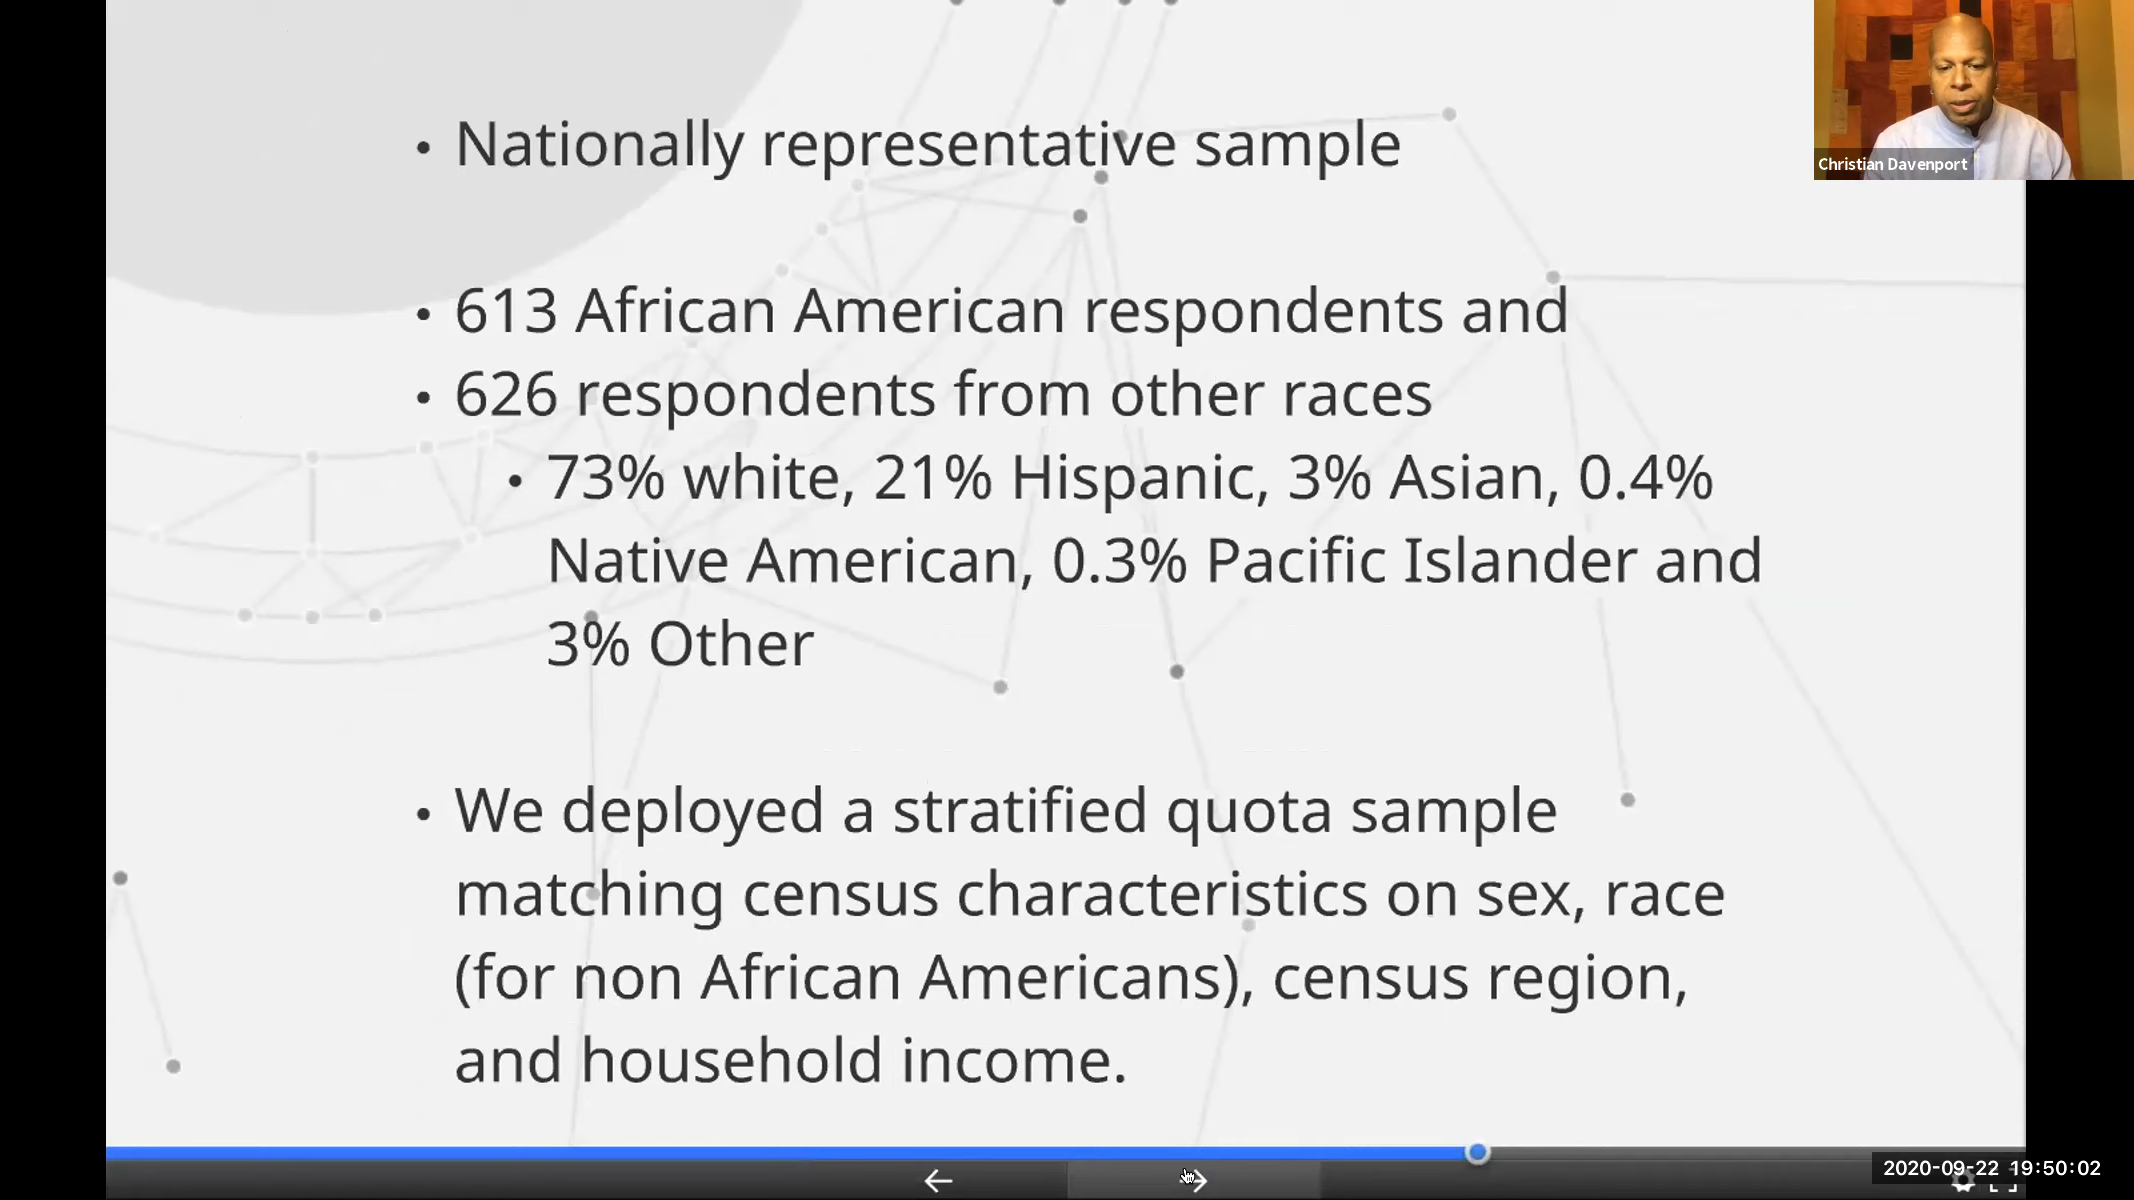 • Nationally representative sample
• 613 African American respondents and
• 626 respondents from other races
• 73% white, 21% Hispanic, 3% Asian, 0.4%
Native American, 0.3% Pacific Islander and
3% Other
• We deployed a stratified quota sample
matching census characteristics on sex, race
(for non African Americans), census region,
and household income.
Christian Davenport
2020-09-22 19:50:02